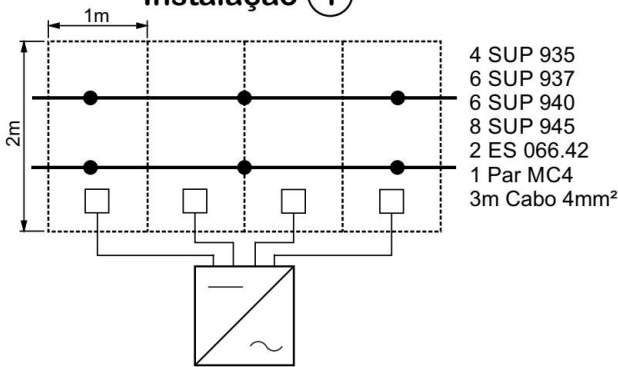 1m
2m
4 SUP 935
6 SUP 937
6 SUP 940
8 SUP 945
2 ES 066.42
1 Par MC4
3m Cabo 4mm²